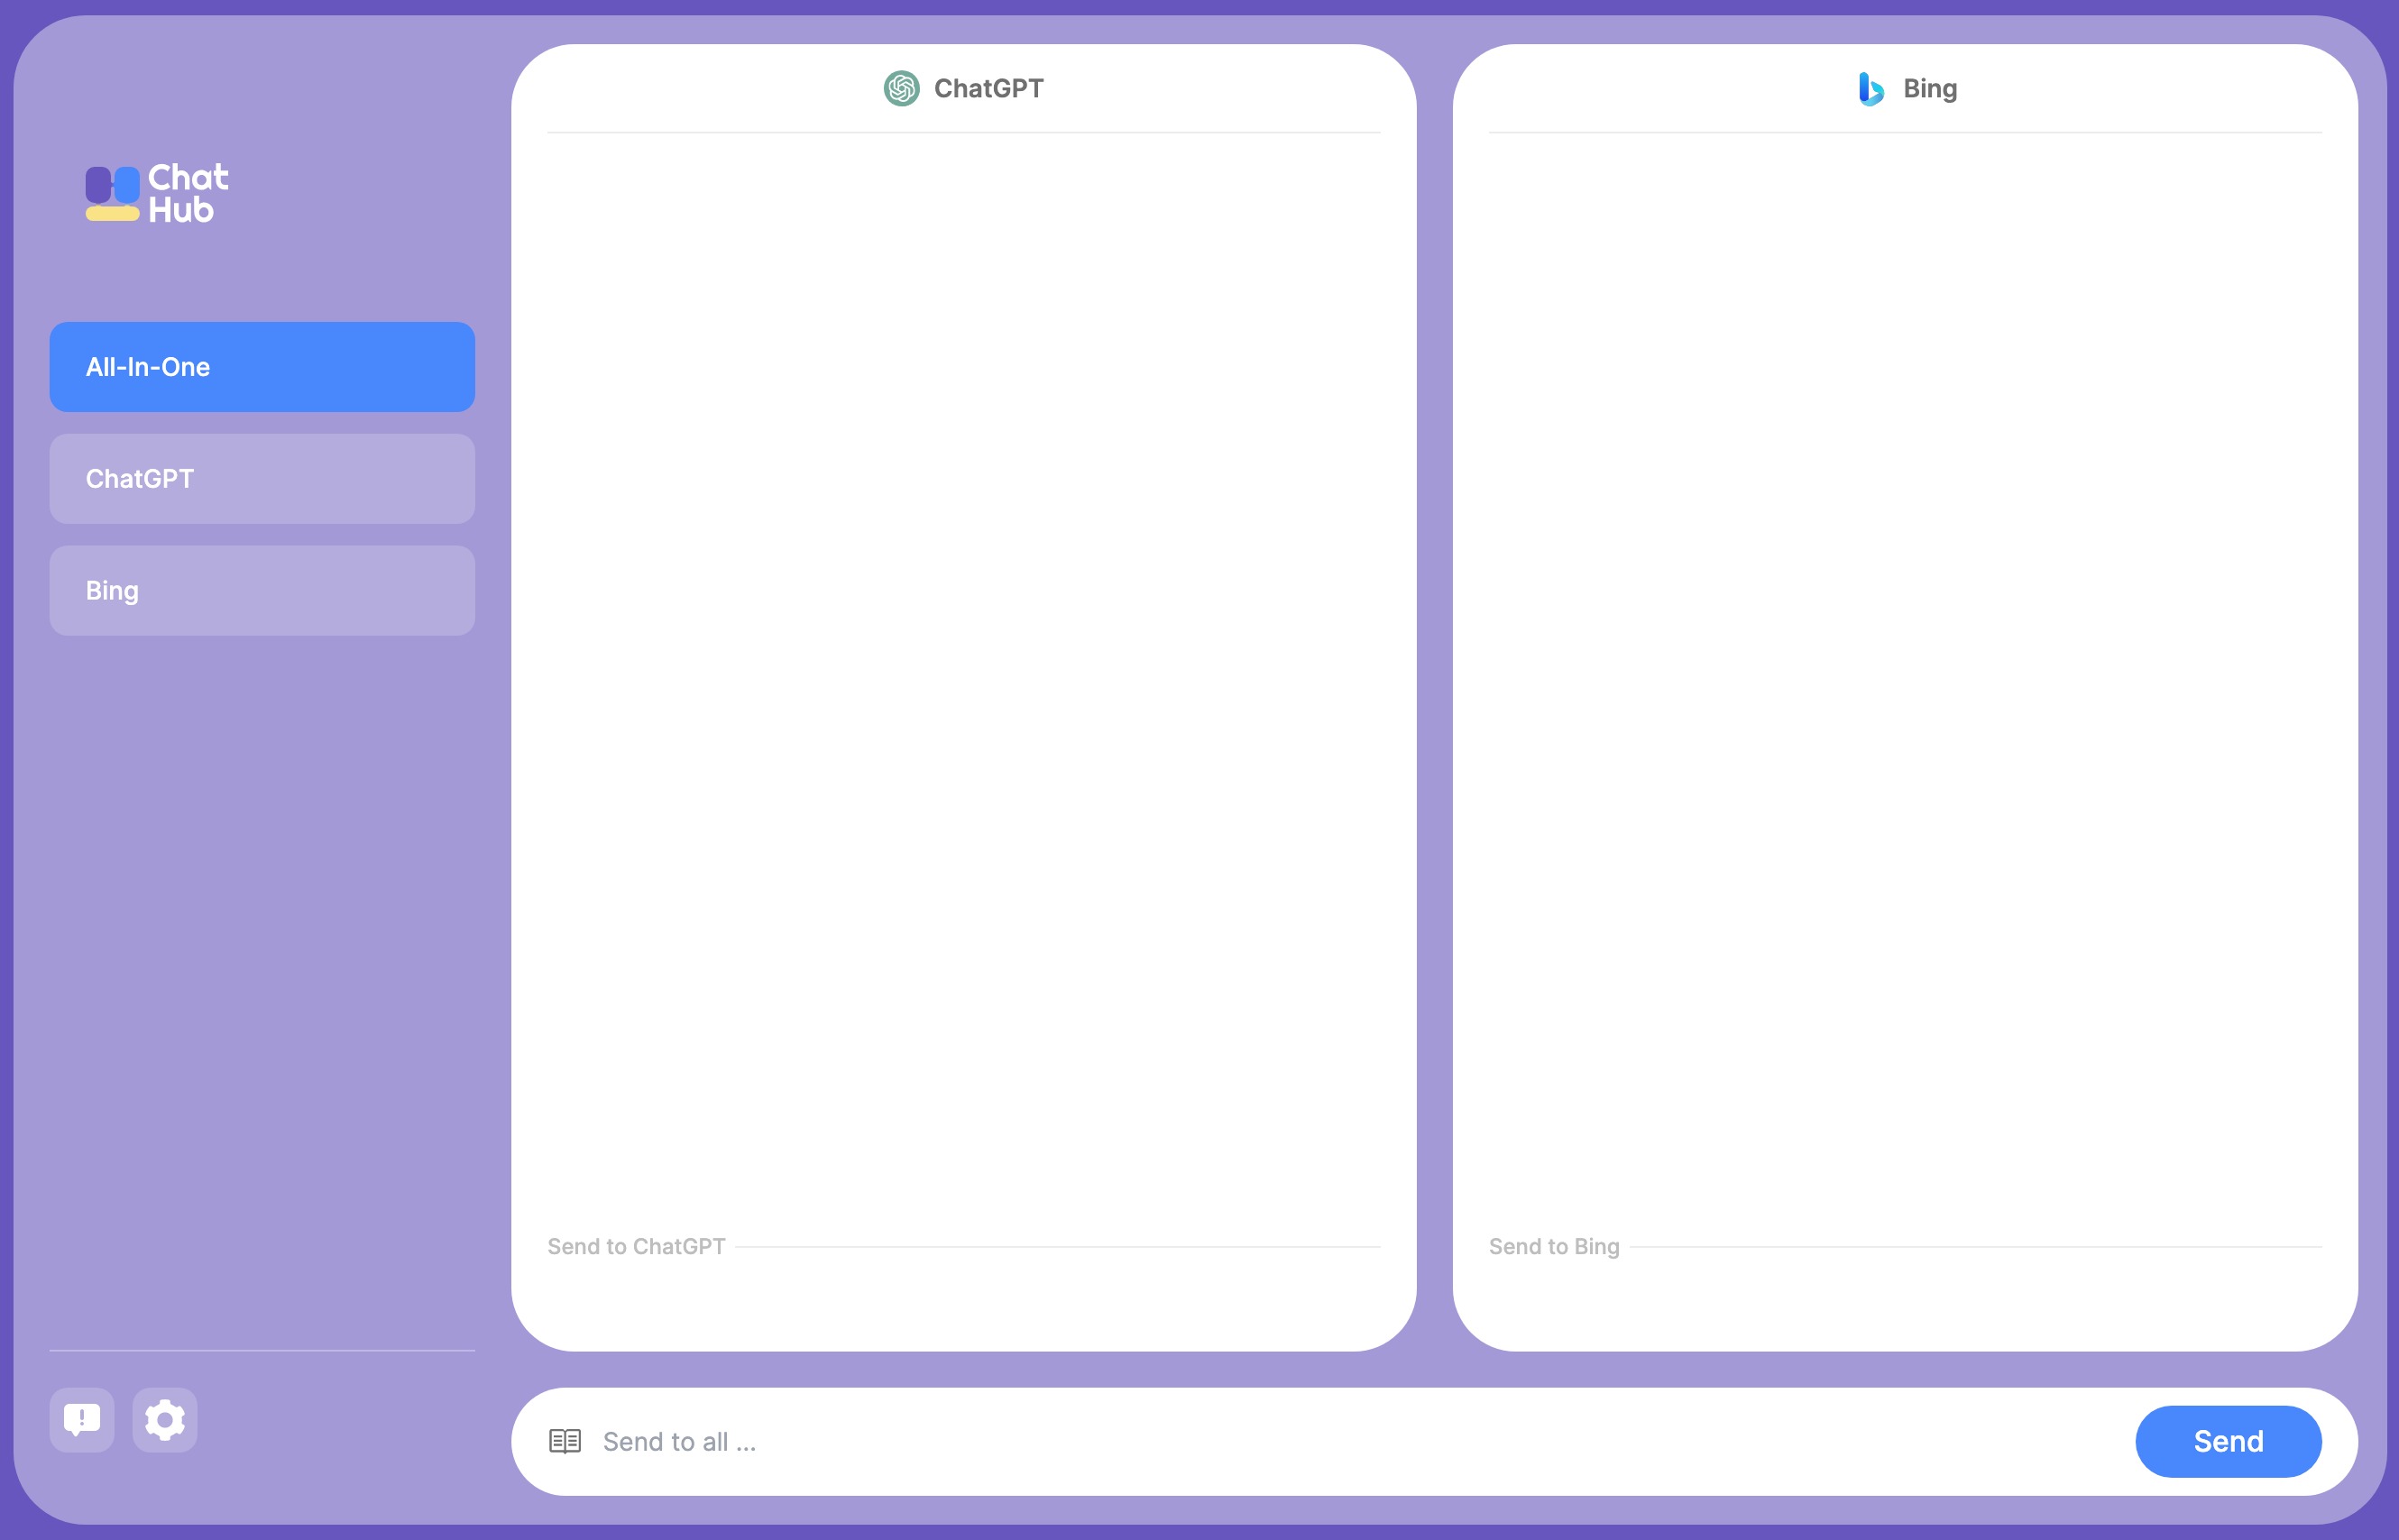 Chat
Hub
All-In-One
ChatGPT
Bing
ChatGPT
Send to ChatGPT
Bing
Send to Bing
Send to all ...
Send